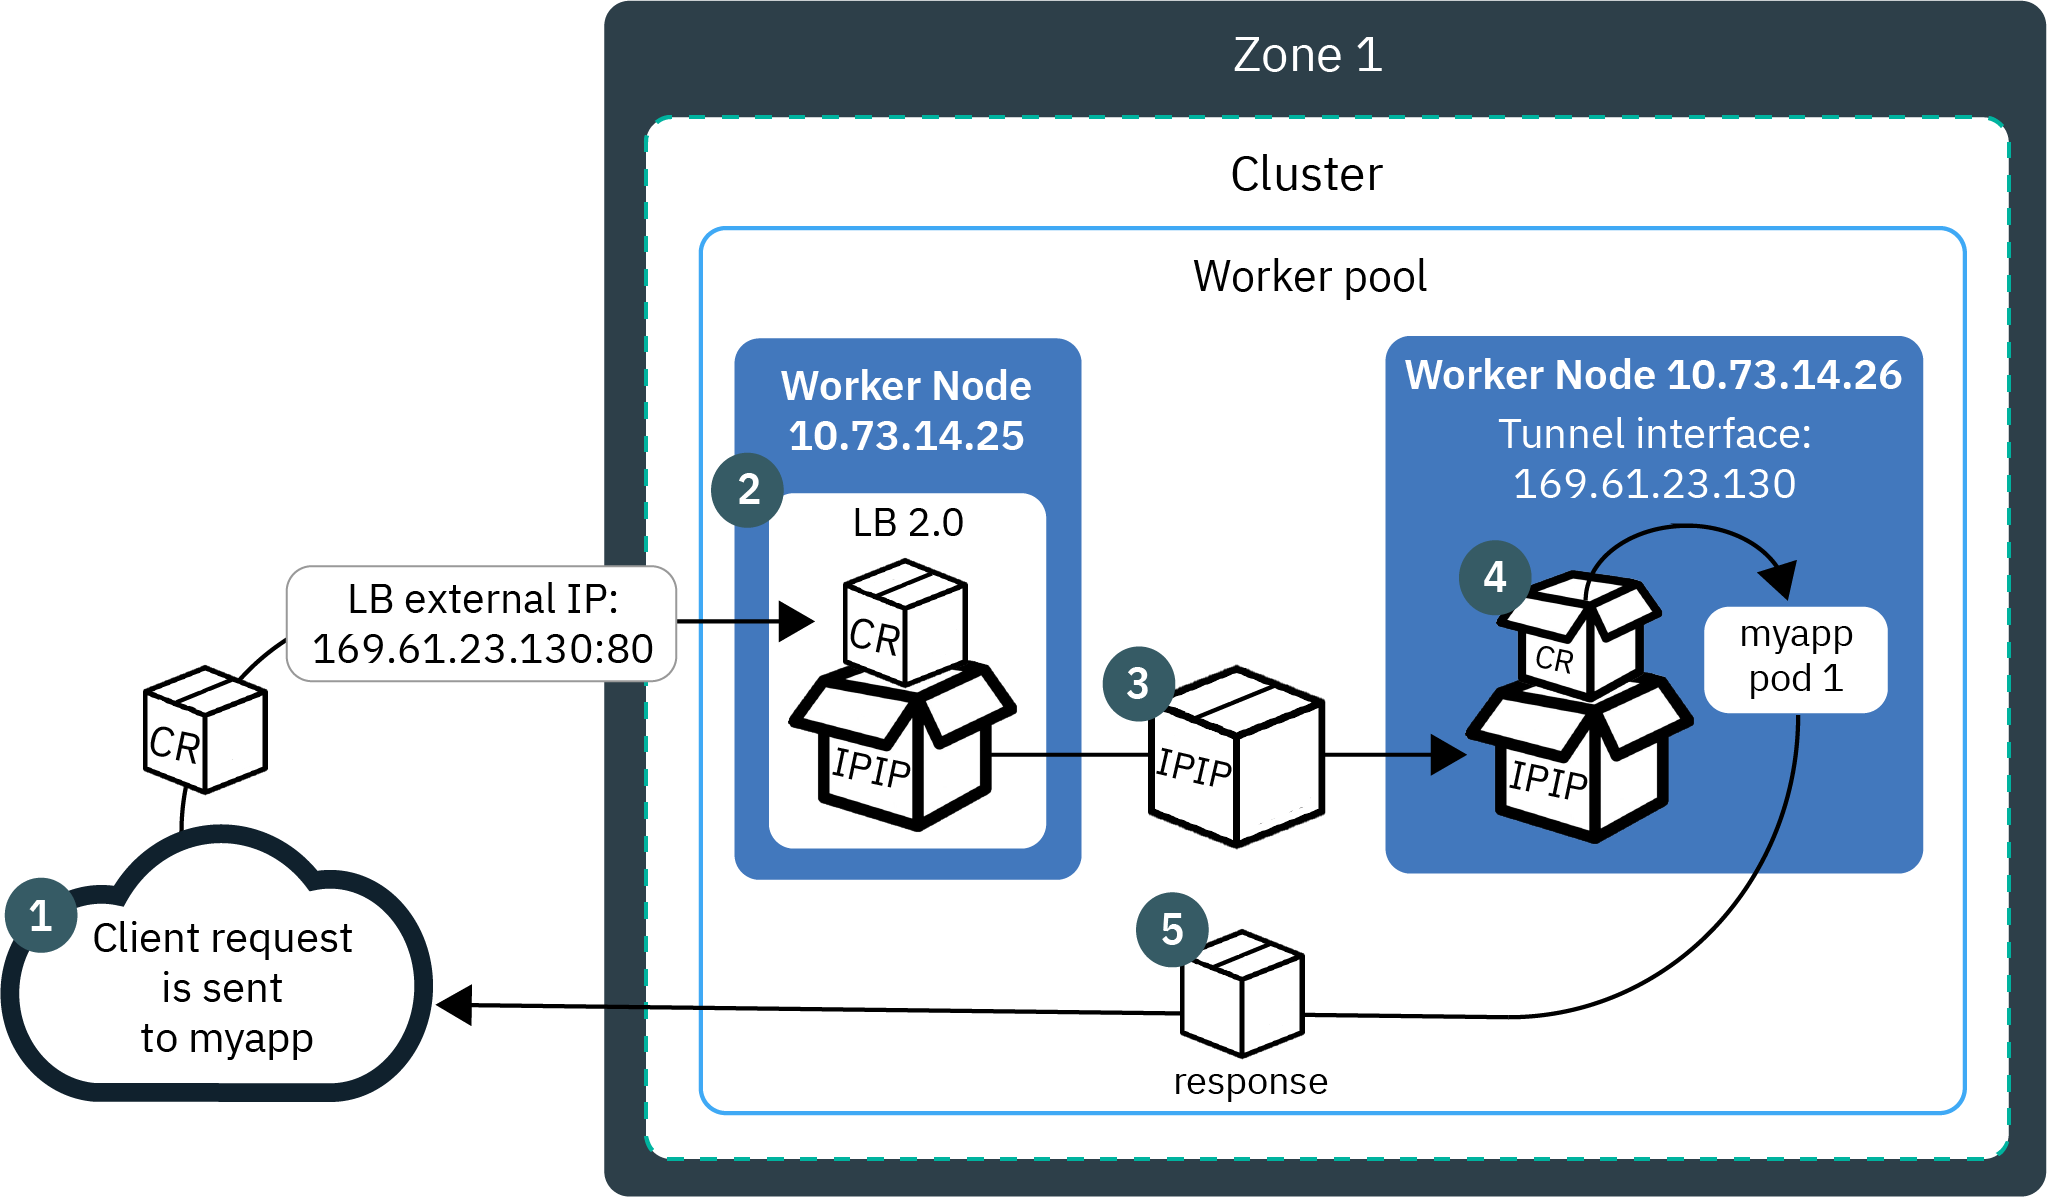 Zone 1
Cluster
Worker pool
Worker Node
10.73.14.25
2
LB 2.0
CR
IPIP
LB external IP:
169.61.23.130:80
CR
1
Client request
is sent
to myapp
3
IPIP
Worker Node 10.73.14.26
Tunnel interface:
169.61.23.130
4
CR
IPIP
myapp
pod 1
5
response